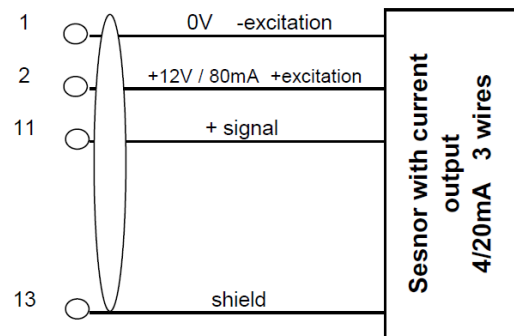 1 0V -excitation
2 +12V / 80mA +excitation
11 + signal
13 shield
Sesnor with current
output
4/20mA 3 wires